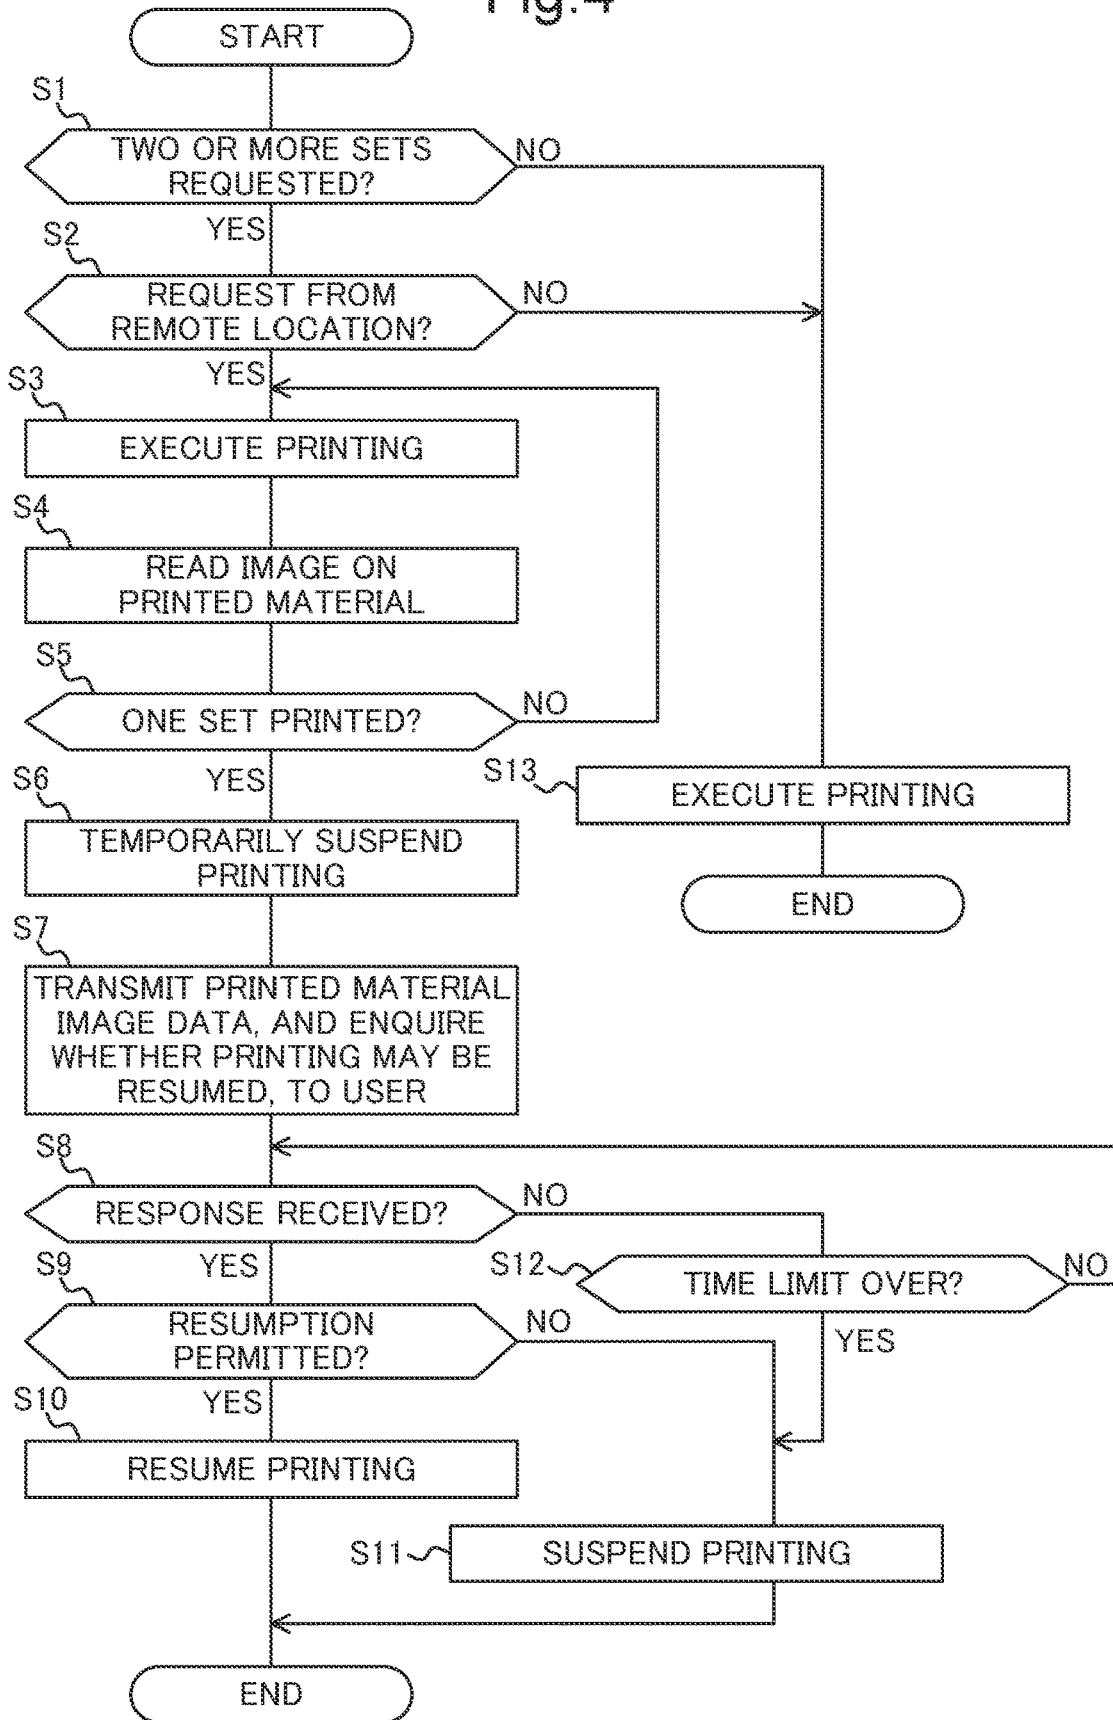 Fig.4
START
S1
TWO OR MORE SETS
REQUESTED?
NO
YES
S2
REQUEST FROM
REMOTE LOCATION?
NO
YES
S3
EXECUTE PRINTING
S4
READ IMAGE ON
PRINTED MATERIAL
S5
ONE SET PRINTED?
NO
YES
S6
TEMPORARILY SUSPEND
PRINTING
S13
EXECUTE PRINTING
END
S7
TRANSMIT PRINTED MATERIAL
IMAGE DATA, AND ENQUIRE
WHETHER PRINTING MAY BE
RESUMED, TO USER
S8
RESPONSE RECEIVED?
NO
YES
S12
TIME LIMIT OVER?
NO
YES
S9
RESUMPTION
PERMITTED?
NO
YES
S10
RESUME PRINTING
S11
SUSPEND PRINTING
END